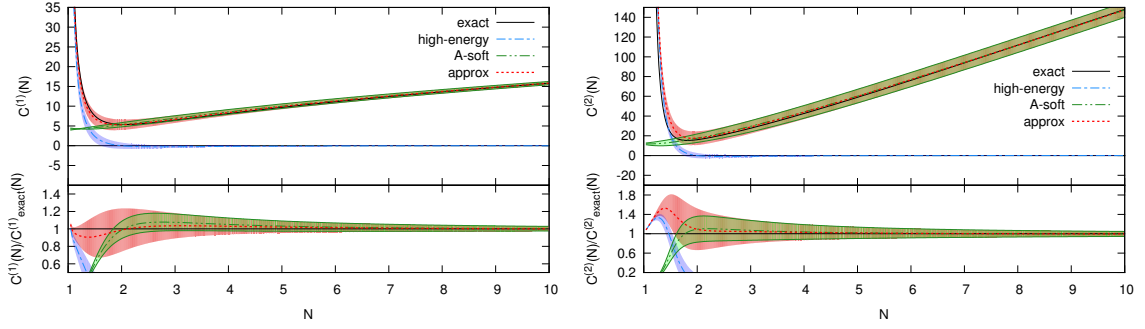 C(1)(N)
35
30
25
20
15
10
5
0
-5
exact
high-energy
A-soft
approx
C(1)(N)/C(1)exact(N)
1.4
1.2
1
0.8
0.6
1 2 3 4 5 6 7 8 9 10
N
C(2)(N)
140
120
100
80
60
40
20
0
-20
exact
high-energy
A-soft
approx
C(2)(N)/C(2)exact(N)
1.8
1.4
1
0.6
0.2
1 2 3 4 5 6 7 8 9 10
N